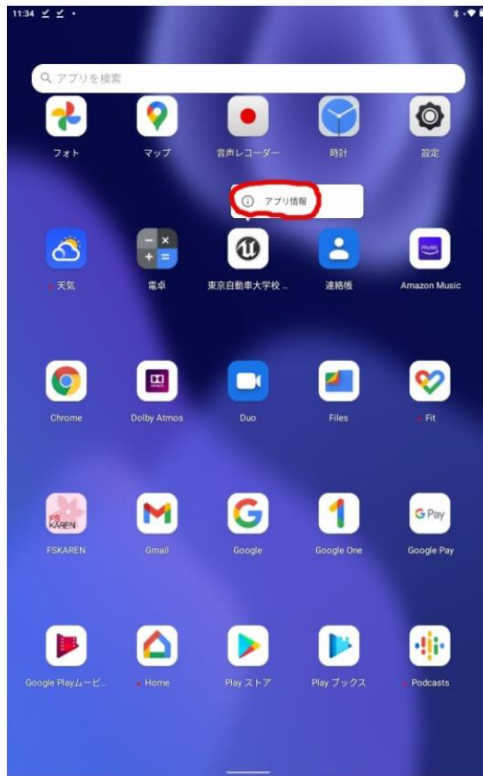 11:34
アプリを検索
フォト
マップ
音声レコーダー
時計
設定
アプリ情報
天気
電卓
東京自動車大学校 ...
連絡帳
music
Amazon Music
Chrome
Dolby Atmos
Duo
Files
Fit
FS
KAREN
G Pay
FSKAREN
Gmail
Google
Google One
Google Pay
Google Playムービ...
Home
Play ストア
Play ブックス
Podcasts